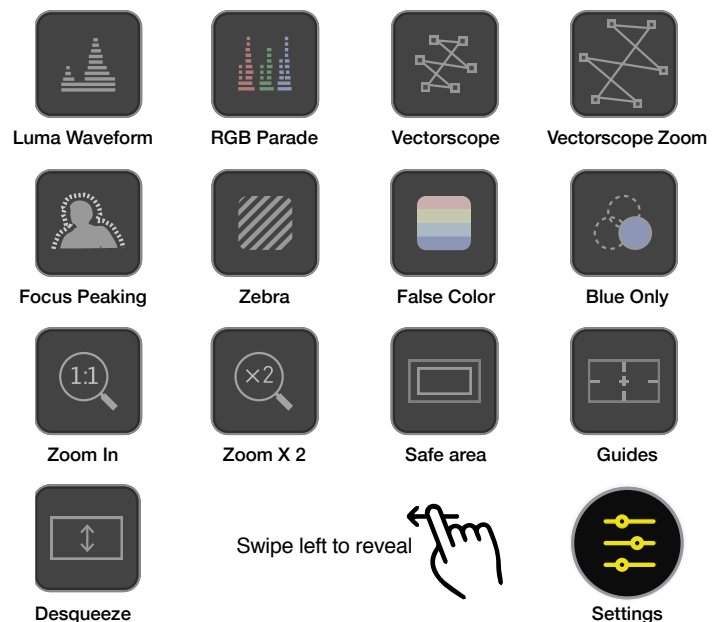 Luma Waveform
RGB Parade
Vectorscope
Vectorscope Zoom
Focus Peaking
Zebra
False Color
Blue Only
1:1
×2
Zoom In
Zoom X 2
Safe area
Guides
Swipe left to reveal
Desqueeze
Settings